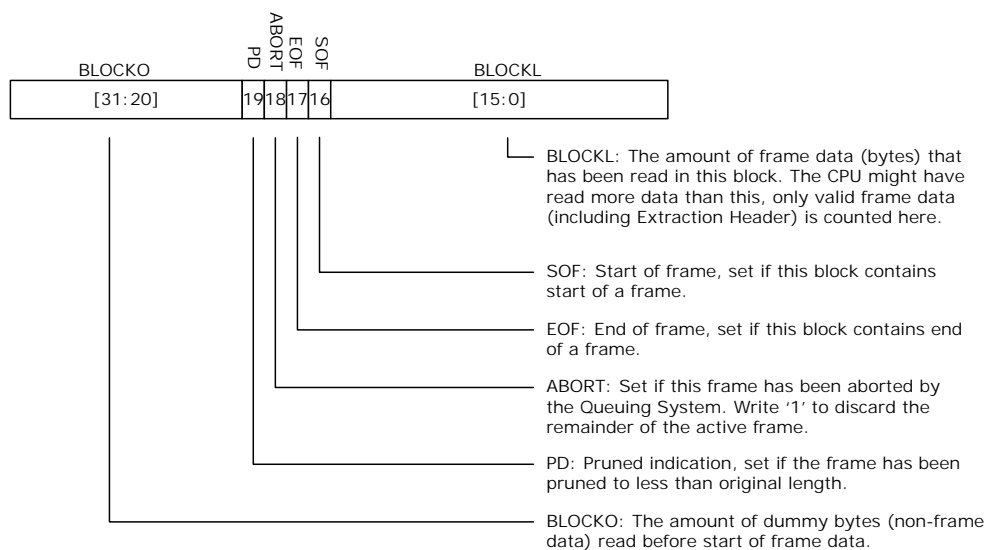 BLOCKO PD ABORT EOF SOF BLOCKL
[31:20] 19 18 17 16 [15:0]
BLOCKL: The amount of frame data (bytes) that
has been read in this block. The CPU might have
read more data than this, only valid frame data
(including Extraction Header) is counted here.
SOF: Start of frame, set if this block contains
start of a frame.
EOF: End of frame, set if this block contains end
of a frame.
ABORT: Set if this frame has been aborted by
the Queuing System. Write ‘1’ to discard the
remainder of the active frame.
PD: Pruned indication, set if the frame has been
pruned to less than original length.
BLOCKO: The amount of dummy bytes (non-frame
data) read before start of frame data.